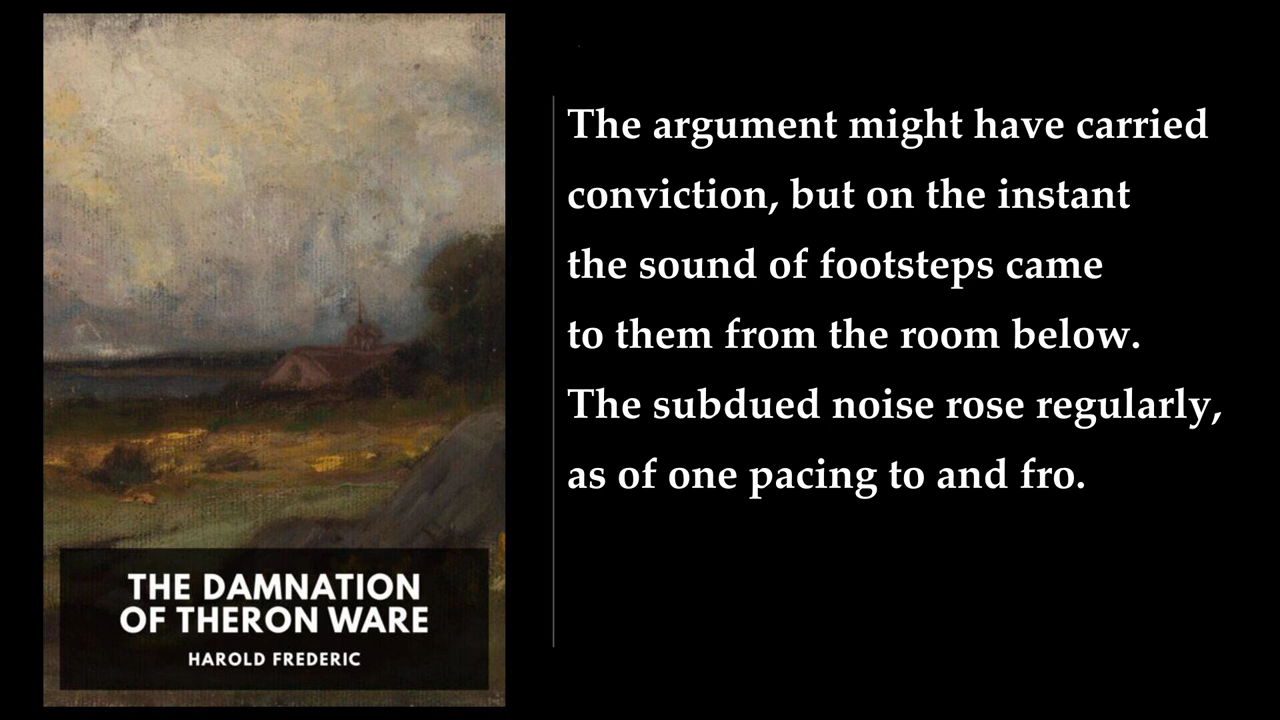 The argument might have carried
conviction, but on the instant
the sound of footsteps came
to them from the room below.
The subdued noise rose regularly,
as of one pacing to and fro.
THE DAMNATION
OF THERON WARE
HAROLD FREDERIC